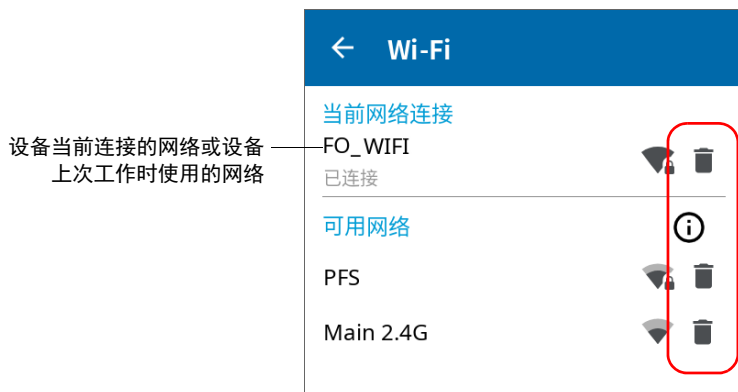 Wi-Fi
当前网络连接
设备当前连接的网络或设备
上次工作时使用的网络
FO_WIFI
已连接
可用网络
PFS
Main 2.4G